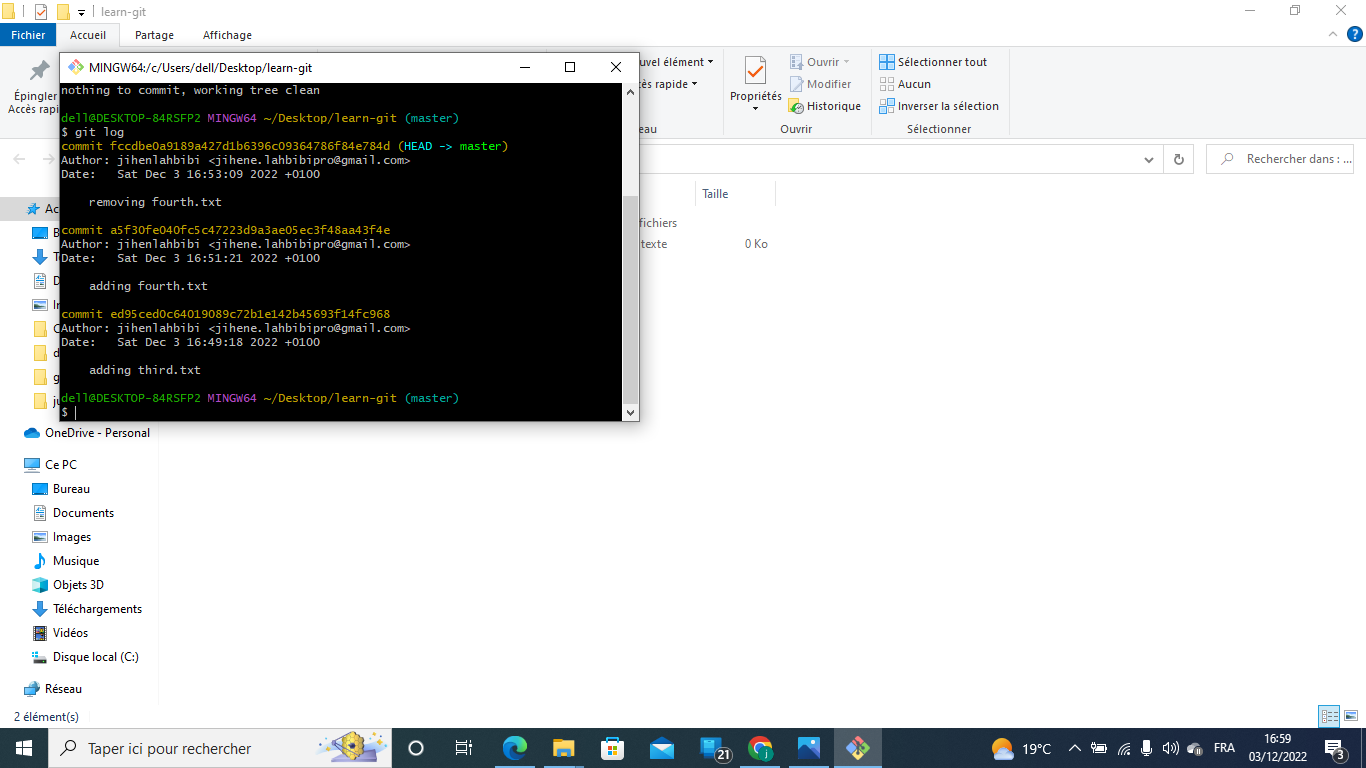 learn-git
Fichier Accueil Partage Affichage
MINGW64:/c/Users/dell/Desktop/learn-git
Épingler
Accès rapi
uvel élément
cès rapide
eau
Propriétés
Ouvrir
Modifier
Historique
Ouvrir
Sélectionner tout
Aucun
Inverser la sélection
Sélectionner
nothing to commit, working tree clean
dell@DESKTOP-84RSFP2 MINGW64 ~/Desktop/learn-git (master)
$ git log
commit fccdbe0a9189a427d1b6396c09364786f84e784d (HEAD -> master)
Author: jihenlahbibi <jihene.lahbibipro@gmail.com>
Date:   Sat Dec 3 16:53:09 2022 +0100
removing fourth.txt
commit a5f30fe040fc5c47223d9a3ae05ec3f48aa43f4e
Author: jihenlahbibi <jihene.lahbibipro@gmail.com>
Date:   Sat Dec 3 16:51:21 2022 +0100
adding fourth.txt
commit ed95ced0c64019089c72b1e142b45693f14fc968
Author: jihenlahbibi <jihene.lahbibipro@gmail.com>
Date:   Sat Dec 3 16:49:18 2022 +0100
adding third.txt
dell@DESKTOP-84RSFP2 MINGW64 ~/Desktop/learn-git (master)
$
Rechercher dans : ...
Taille
fichiers
texte 0 Ko
Ac
OneDrive - Personal
Ce PC
Bureau
Documents
Images
Musique
Objets 3D
Téléchargements
Vidéos
Disque local (C:)
Réseau
2 élément(s)
Taper ici pour rechercher
21
19°C
FRA
16:59
03/12/2022
3